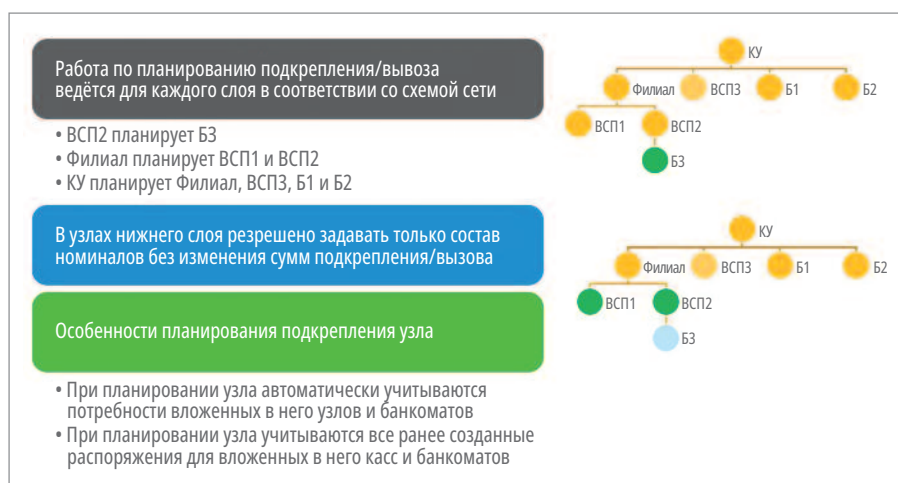 Работа по планированию подкрепления/вывоза
ведётся для каждого слоя в соответствии со схемой сети
• ВСП2 планирует Б3
• Филиал планирует ВСП1 и ВСП2
• КУ планирует Филиал, ВСП3, Б1 и Б2
КУ
Филиал
ВСП3
Б1
Б2
ВСП1
ВСП2
Б3
В узлах нижнего слоя резрешено задавать только состав
номиналов без изменения сумм подкрепления/вызова
Особенности планирования подкрепления узла
КУ
Филиал
ВСП3
Б1
Б2
ВСП1
ВСП2
Б3
• При планировании узла автоматически учитываются
потребности вложенных в него узлов и банкоматов
• При планировании узла учитываются все ранее созданные
распоряжения для вложенных в него касс и банкоматов